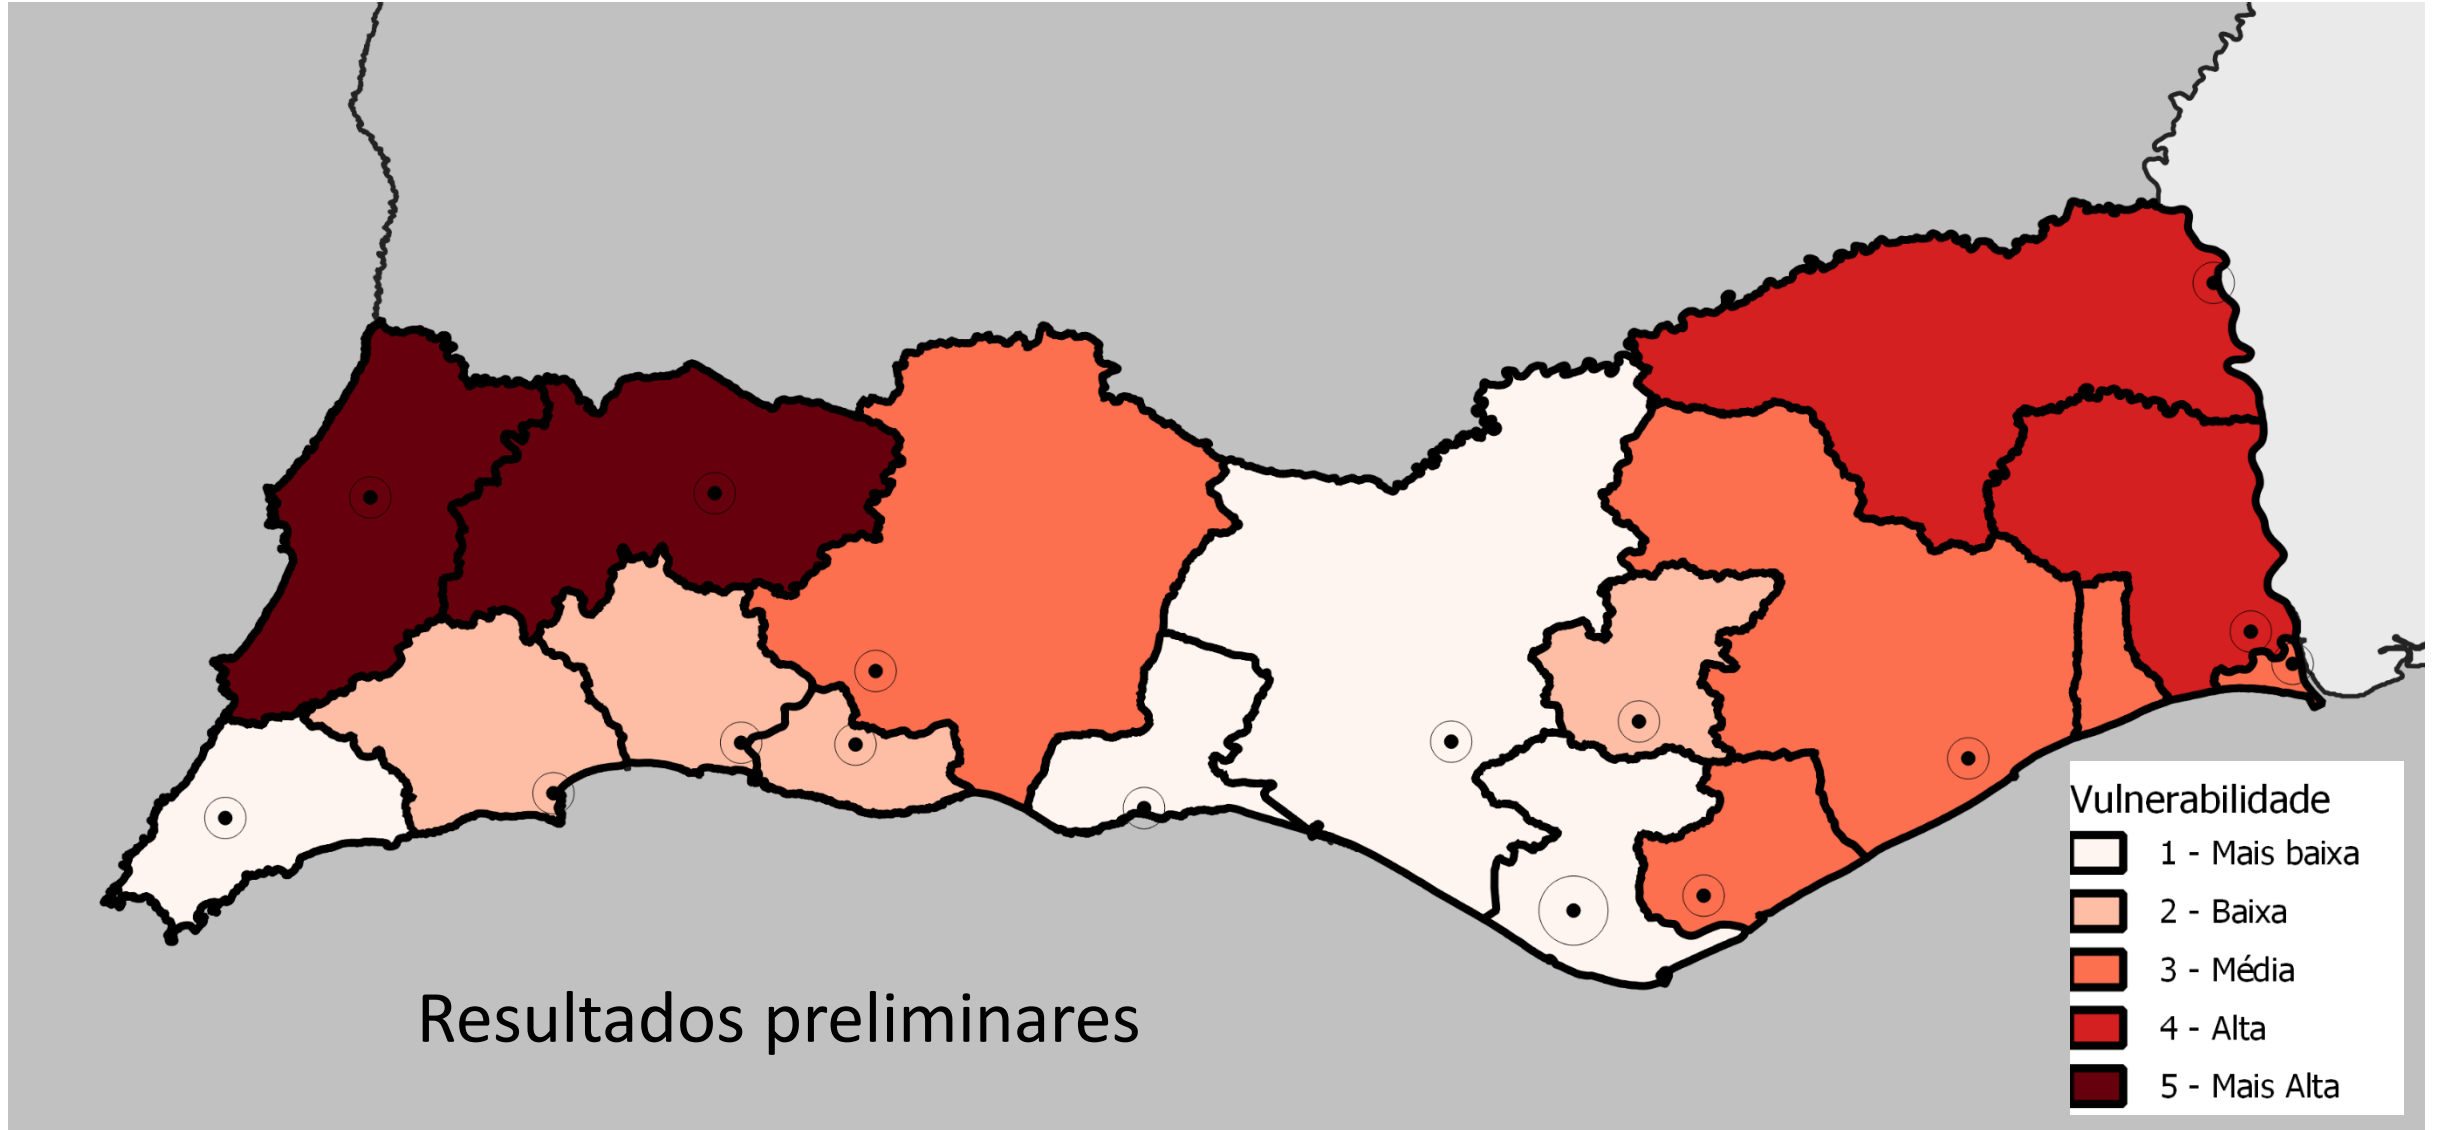 Resultados preliminares
Vulnerabilidade
1 - Mais baixa
2 - Baixa
3 - Média
4 - Alta
5 - Mais Alta